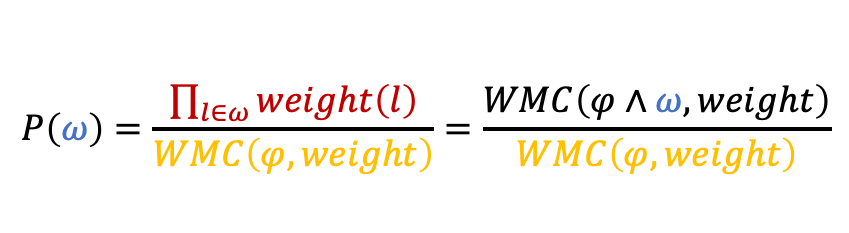 P(ω) = ∏_{l∈ω} weight(l) / WMC(φ, weight) = WMC(φ ∧ ω, weight) / WMC(φ, weight)